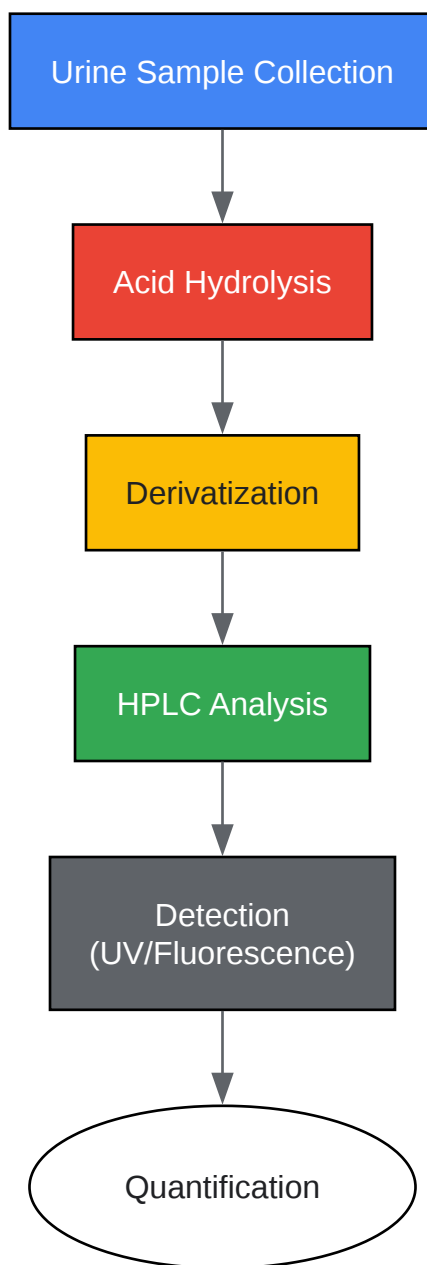 Urine Sample Collection
Acid Hydrolysis
Derivatization
HPLC Analysis
Detection
(UV/Fluorescence)
Quantification